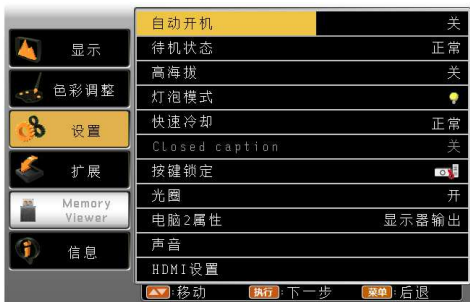 显示
色彩调整
设置
扩展
Memory
Viewer
信息
自动开机 关
待机状态 正常
高海拔 关
灯泡模式
快速冷却 正常
Closed caption 关
按键锁定
光圈 开
电脑2属性 显示器输出
声音
HDMI设置
:移动 执行:下一步 菜单:后退